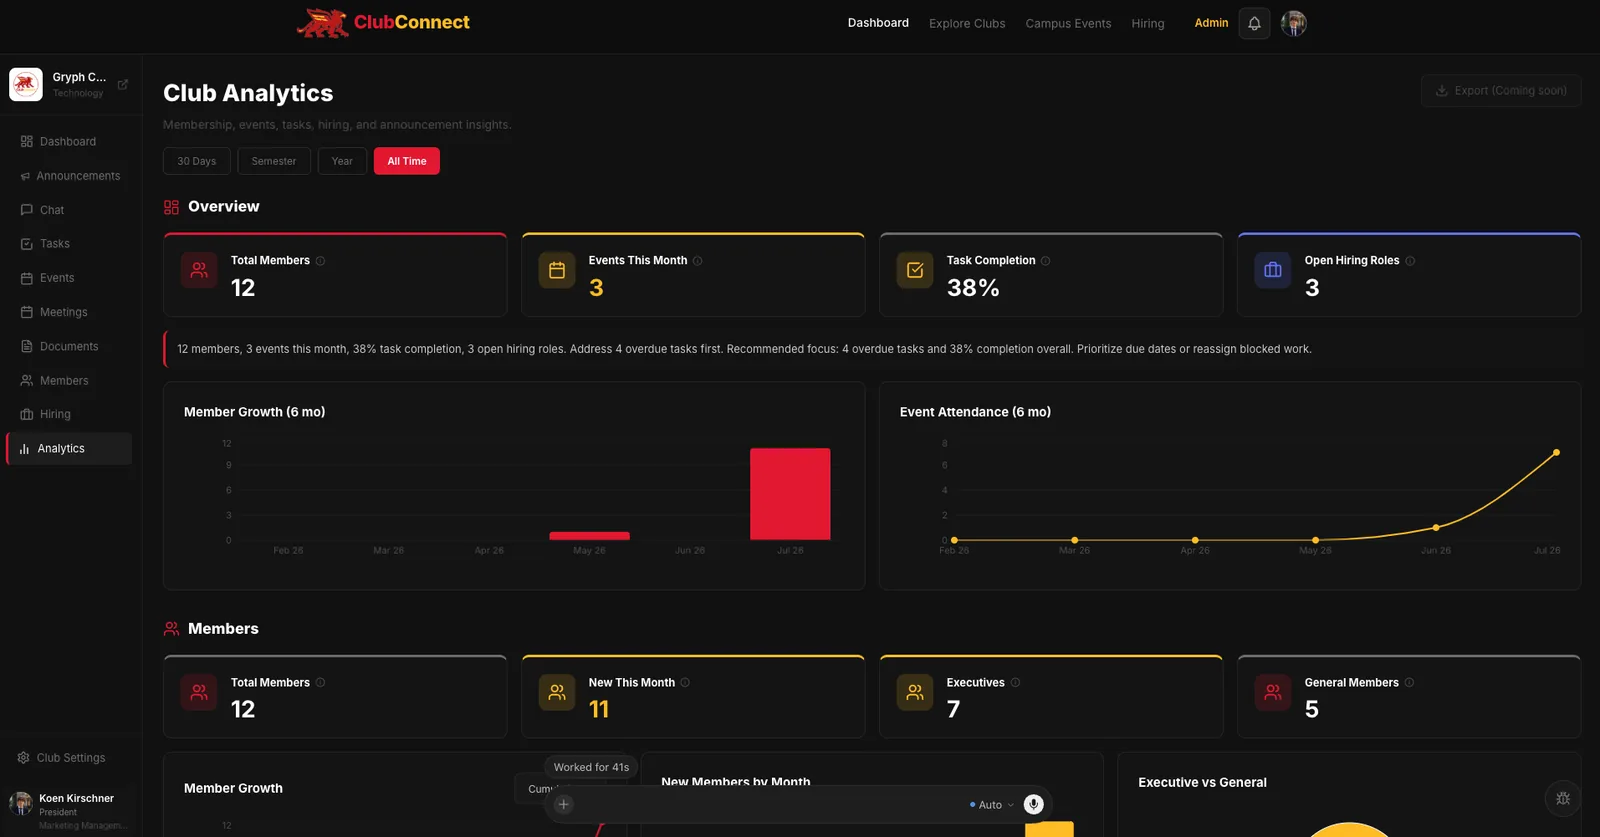 ClubConnect
Dashboard
Explore Clubs
Campus Events
Hiring
Admin
Gryph C...
Technology
Dashboard
Announcements
Chat
Tasks
Events
Meetings
Documents
Members
Hiring
Analytics
Club Settings
Koen Kirschner
President
Marketing Managem...
Club Analytics
Membership, events, tasks, hiring, and announcement insights.
Export (Coming soon)
30 Days
Semester
Year
All Time
Overview
Total Members
12
Events This Month
3
Task Completion
38%
Open Hiring Roles
3
12 members, 3 events this month, 38% task completion, 3 open hiring roles. Address 4 overdue tasks first. Recommended focus: 4 overdue tasks and 38% completion overall. Prioritize due dates or reassign blocked work.
Member Growth (6 mo)
12
9
6
3
0
Feb 26
Mar 26
Apr 26
May 26
Jun 26
Jul 26
Event Attendance (6 mo)
8
6
4
2
0
Feb 26
Mar 26
Apr 26
May 26
Jun 26
Jul 26
Members
Total Members
12
New This Month
11
Executives
7
General Members
5
Member Growth
12
New Members by Month
Executive vs General
Worked for 41s
Auto